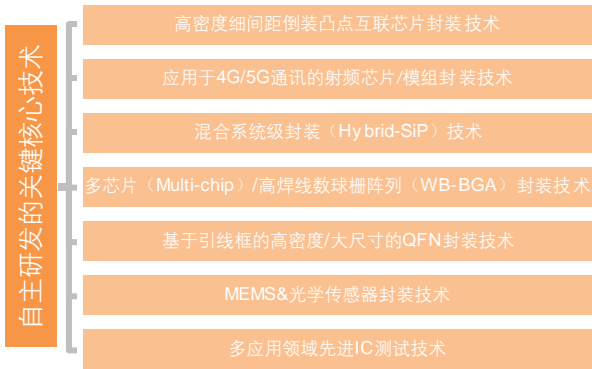 自主研发的关键核心技术
高密度细间距倒装凸点互联芯片封装技术
应用于4G/5G通讯的射频芯片/模组封装技术
混合系统级封装（Hybrid-SiP）技术
多芯片（Multi-chip）/高焊线数球栅阵列（WB-BGA）封装技术
基于引线框的高密度/大尺寸的QFN封装技术
MEMS&光学传感器封装技术
多应用领域先进IC测试技术